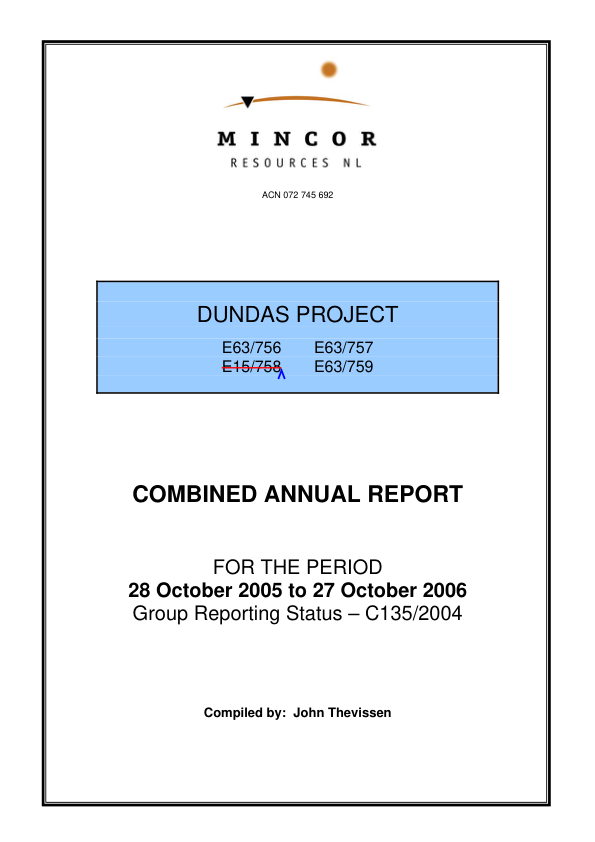 MINCOR
RESOURCES NL
ACN 072 745 692
DUNDAS PROJECT
E63/756 E63/757
E15/758 E63/759
COMBINED ANNUAL REPORT
FOR THE PERIOD
28 October 2005 to 27 October 2006
Group Reporting Status – C135/2004
Compiled by: John Thevissen